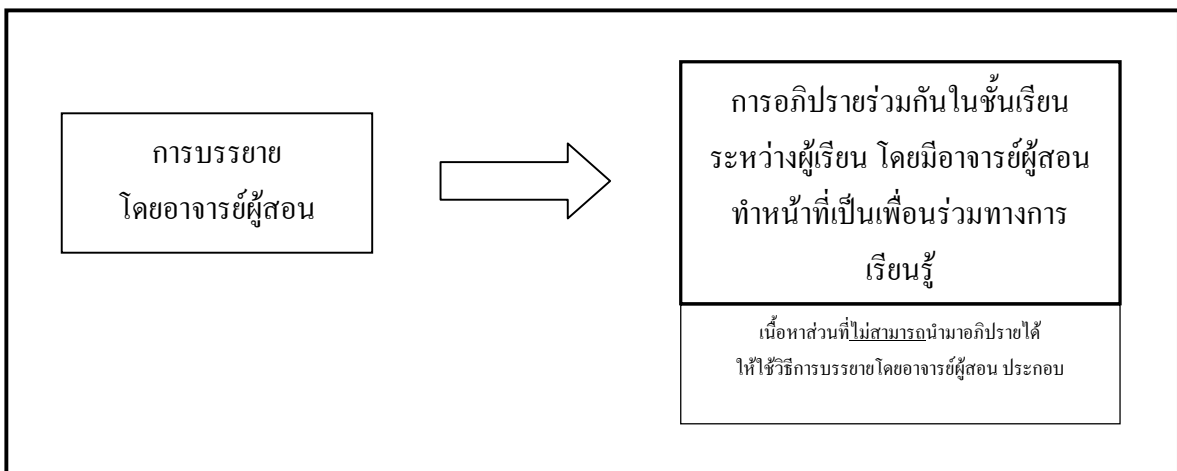 การบรรยาย
โดยอาจารย์ผู้สอน
การอภิปรายร่วมกันในชั้นเรียน
ระหว่างผู้เรียน โดยมีอาจารย์ผู้สอน
ทำหน้าที่เป็นเพื่อนร่วมทางการ
เรียนรู้
เนื้อหาส่วนที่ไม่สามารถนำมาอภิปรายได้
ให้ใช้วิธีการบรรยายโดยอาจารย์ผู้สอน ประกอบ